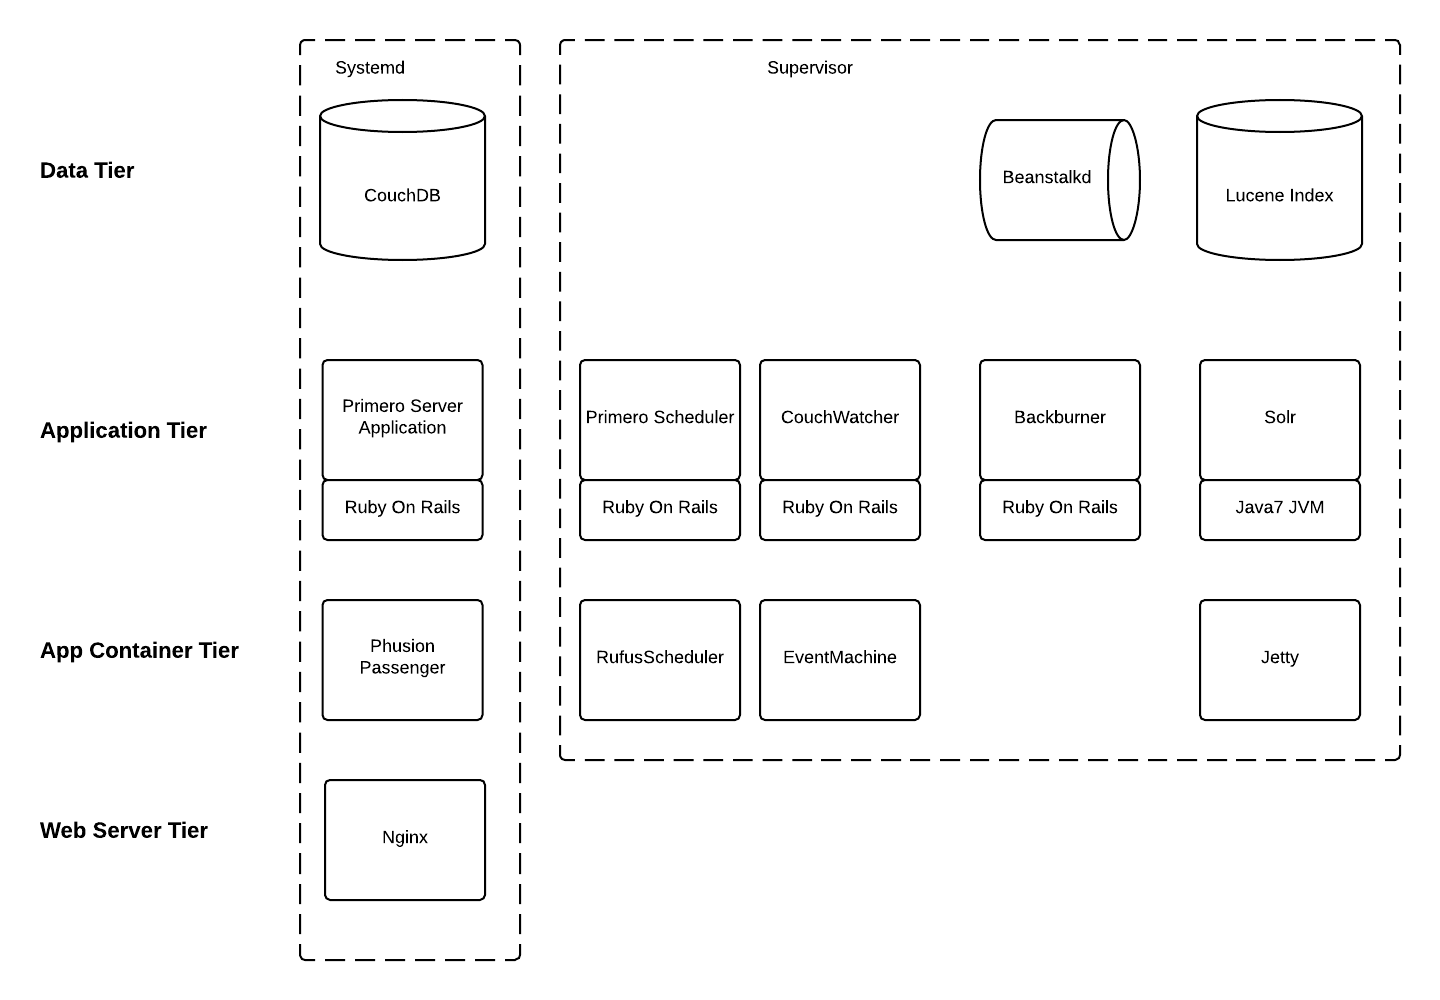 Systemd
Supervisor
Data Tier
CouchDB
Beanstalkd
Lucene Index
Application Tier
Primero Server
Application
Primero Scheduler
CouchWatcher
Backburner
Solr
Ruby On Rails
Ruby On Rails
Ruby On Rails
Ruby On Rails
Java7 JVM
App Container Tier
Phusion
Passenger
RufusScheduler
EventMachine
Jetty
Web Server Tier
Nginx